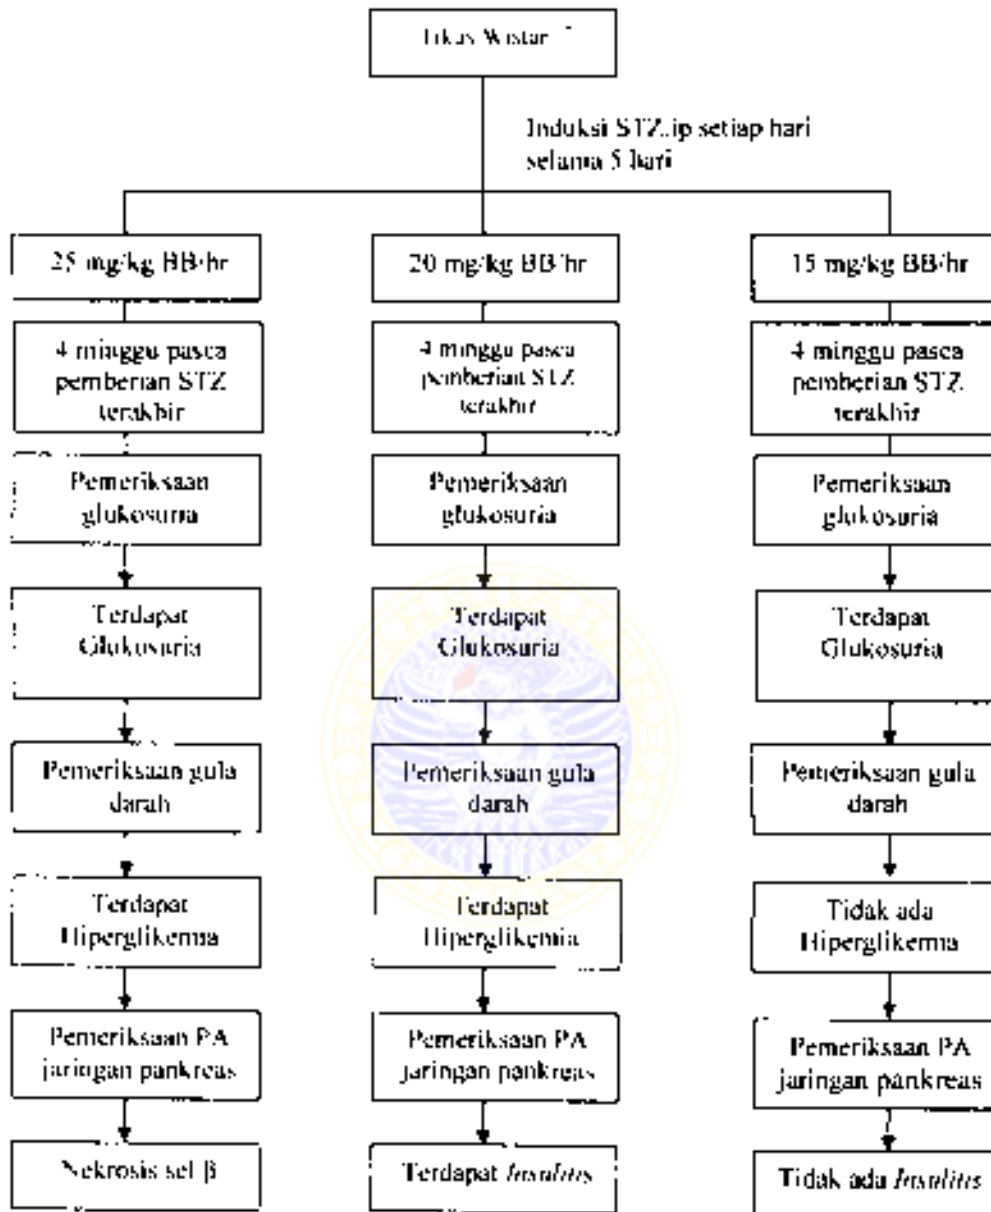 Tikus Wistar
Induksi STZ.ip setiap hari
selama 5 hari
25 mg/kg BB/hr
20 mg/kg BB/hr
15 mg/kg BB/hr
4 minggu pasca
pemberian STZ
terakhir
4 minggu pasca
pemberian STZ
terakhir
4 minggu pasca
pemberian STZ
terakhir
Pemeriksaan
glukosuria
Pemeriksaan
glukosuria
Pemeriksaan
glukosuria
Terdapat
Glukosuria
Terdapat
Glukosuria
Terdapat
Glukosuria
Pemeriksaan gula
darah
Pemeriksaan gula
darah
Pemeriksaan gula
darah
Terdapat
Hiperglikemia
Terdapat
Hiperglikemia
Tidak ada
Hiperglikemia
Pemeriksaan PA
jaringan pankreas
Pemeriksaan PA
jaringan pankreas
Pemeriksaan PA
jaringan pankreas
Nekrosis sel β
Terdapat Insulitis
Tidak ada Insulitis